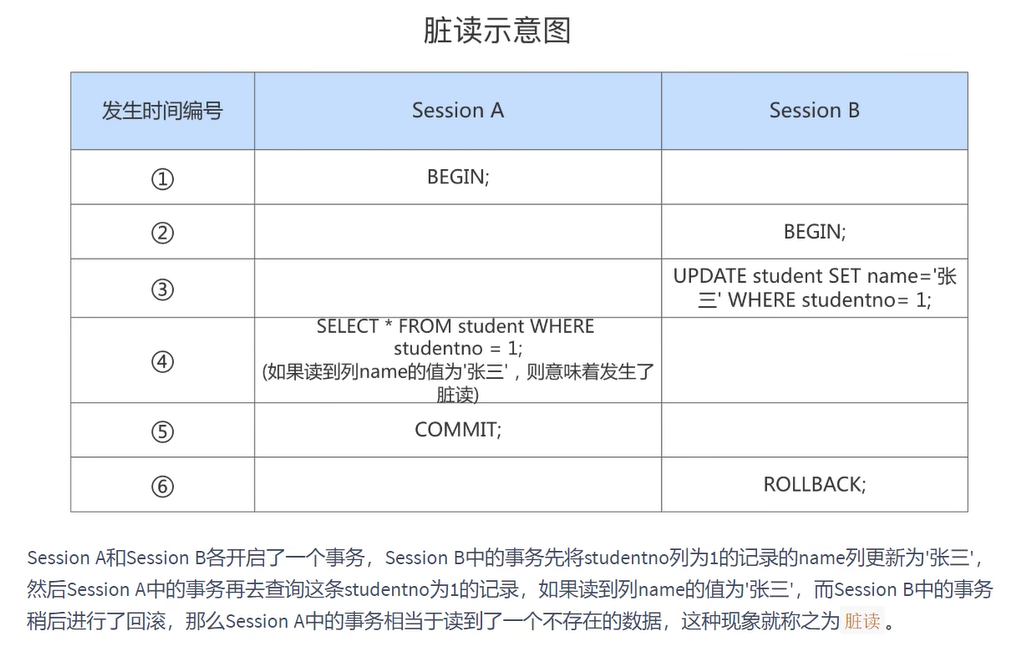 脏读示意图
发生时间编号 Session A Session B
① BEGIN;
② BEGIN;
③ UPDATE student SET name='张
三' WHERE studentno= 1;
④ SELECT * FROM student WHERE
studentno = 1;
(如果读到列name的值为'张三'，则意味着发生了
脏读)
⑤ COMMIT;
⑥ ROLLBACK;
Session A和Session B各开启了一个事务，Session B中的事务先将studentno列为1的记录的name列更新为'张三'，
然后Session A中的事务再去查询这条studentno为1的记录，如果读到列name的值为'张三'，而Session B中的事务
稍后进行了回滚，那么Session A中的事务相当于读到了一个不存在的数据，这种现象就称之为 脏读 。